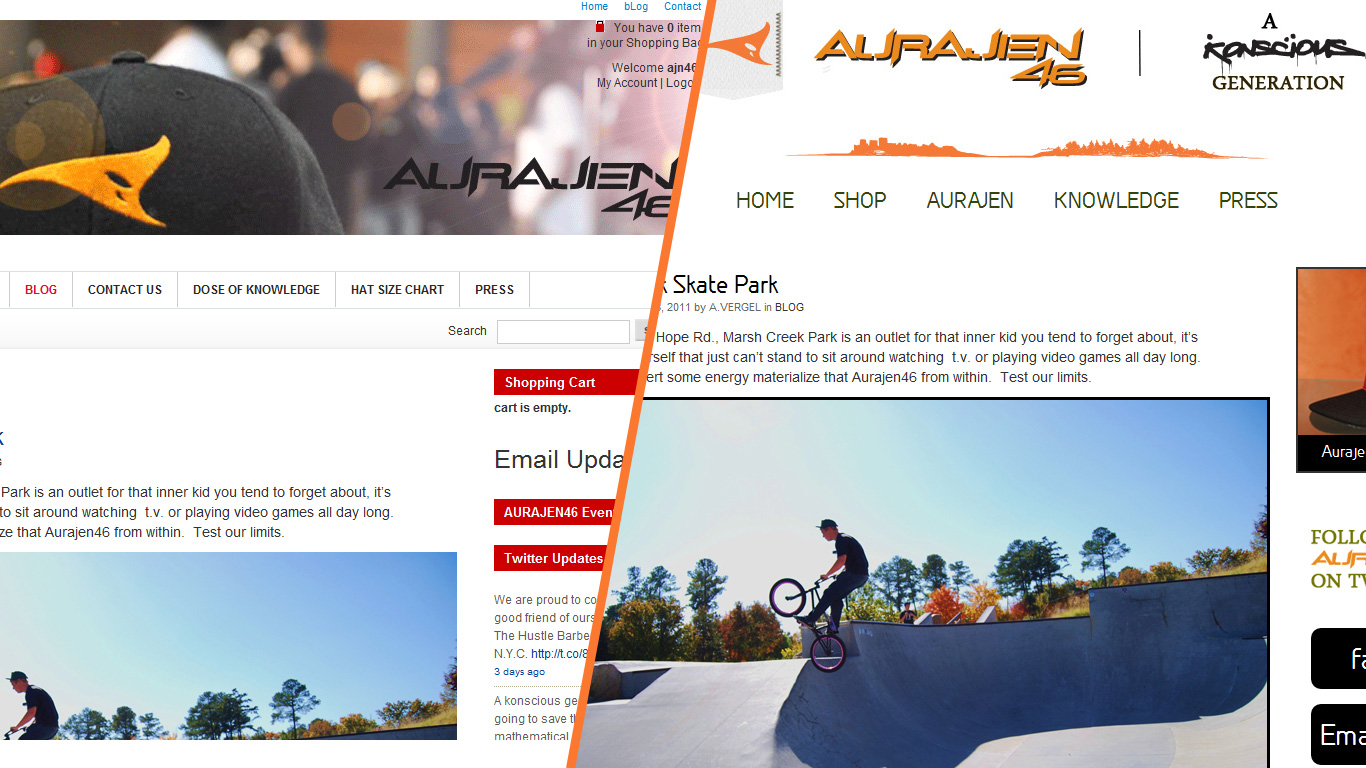 Home bLog Contact
You have 0 item
in your Shopping Bag
Welcome ajn46
My Account | Logo
AURAJEN
46
BLOG
CONTACT US
DOSE OF KNOWLEDGE
HAT SIZE CHART
PRESS
Search
Shopping Cart
cart is empty.
Email Upda
AURAJEN46 Even
Twitter Updates
Park is an outlet for that inner kid you tend to forget about, it's
to sit around watching t.v. or playing video games all day long.
ze that Aurajen46 from within. Test our limits.
We are proud to co
good friend of ours
The Hustle Barbe
N.Y.C. http://t.co/8
3 days ago
A konscious ge
going to save th
mathematical
AURAJEN
46
A
KONSCIOUS
GENERATION
HOME
SHOP
AURAJEN
KNOWLEDGE
PRESS
k Skate Park
, 2011 by A.VERGEL in BLOG
Hope Rd., Marsh Creek Park is an outlet for that inner kid you tend to forget about, it's
rself that just can't stand to sit around watching t.v. or playing video games all day long.
ert some energy materialize that Aurajen46 from within. Test our limits.
Auraje
FOLLO
AURA
ON TW
fa
Ema